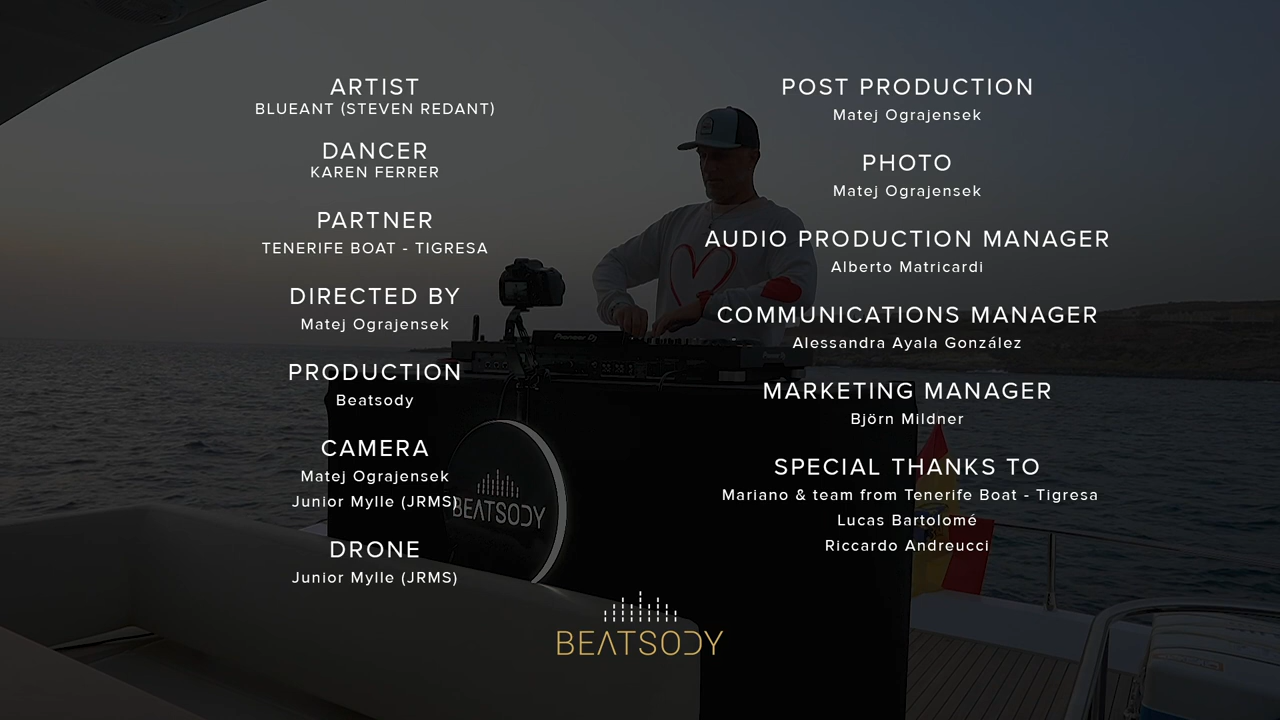 ARTIST
BLUEANT (STEVEN REDANT)
DANCER
KAREN FERRER
PARTNER
TENERIFE BOAT - TIGRESA
DIRECTED BY
Matej Ograjensek
PRODUCTION
Beatsody
CAMERA
Matej Ograjensek
Junior Mylle (JRMS)
DRONE
Junior Mylle (JRMS)
POST PRODUCTION
Matej Ograjensek
PHOTO
Matej Ograjensek
AUDIO PRODUCTION MANAGER
Alberto Matricardi
COMMUNICATIONS MANAGER
Alessandra Ayala González
MARKETING MANAGER
Björn Mildner
SPECIAL THANKS TO
Mariano & team from Tenerife Boat - Tigresa
Lucas Bartolomé
Riccardo Andreucci
Pioneer Dj
BEATSODY
BEATSODY